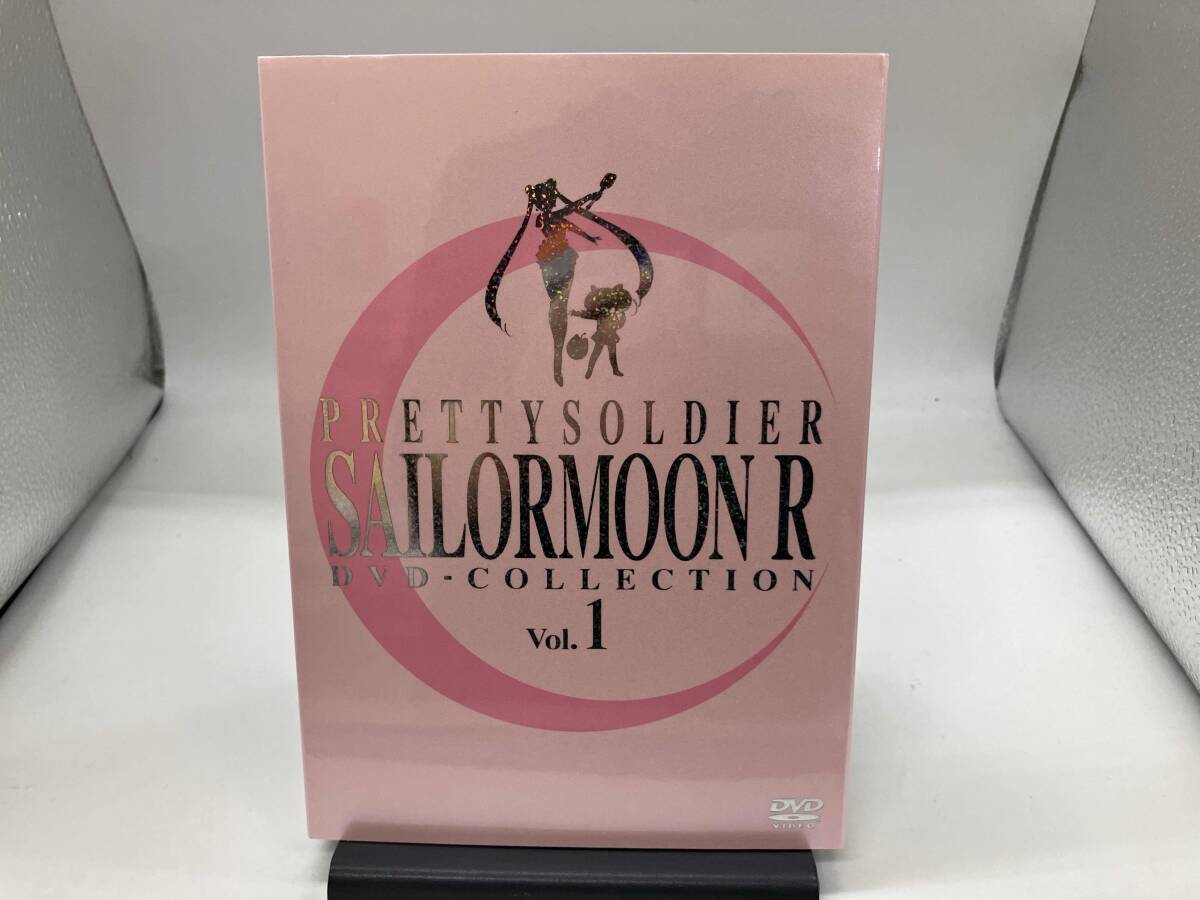 PRETTYSOLDIER
SAILORMOON R
DVD-COLLECTION
Vol. 1
DVD
VIDEO